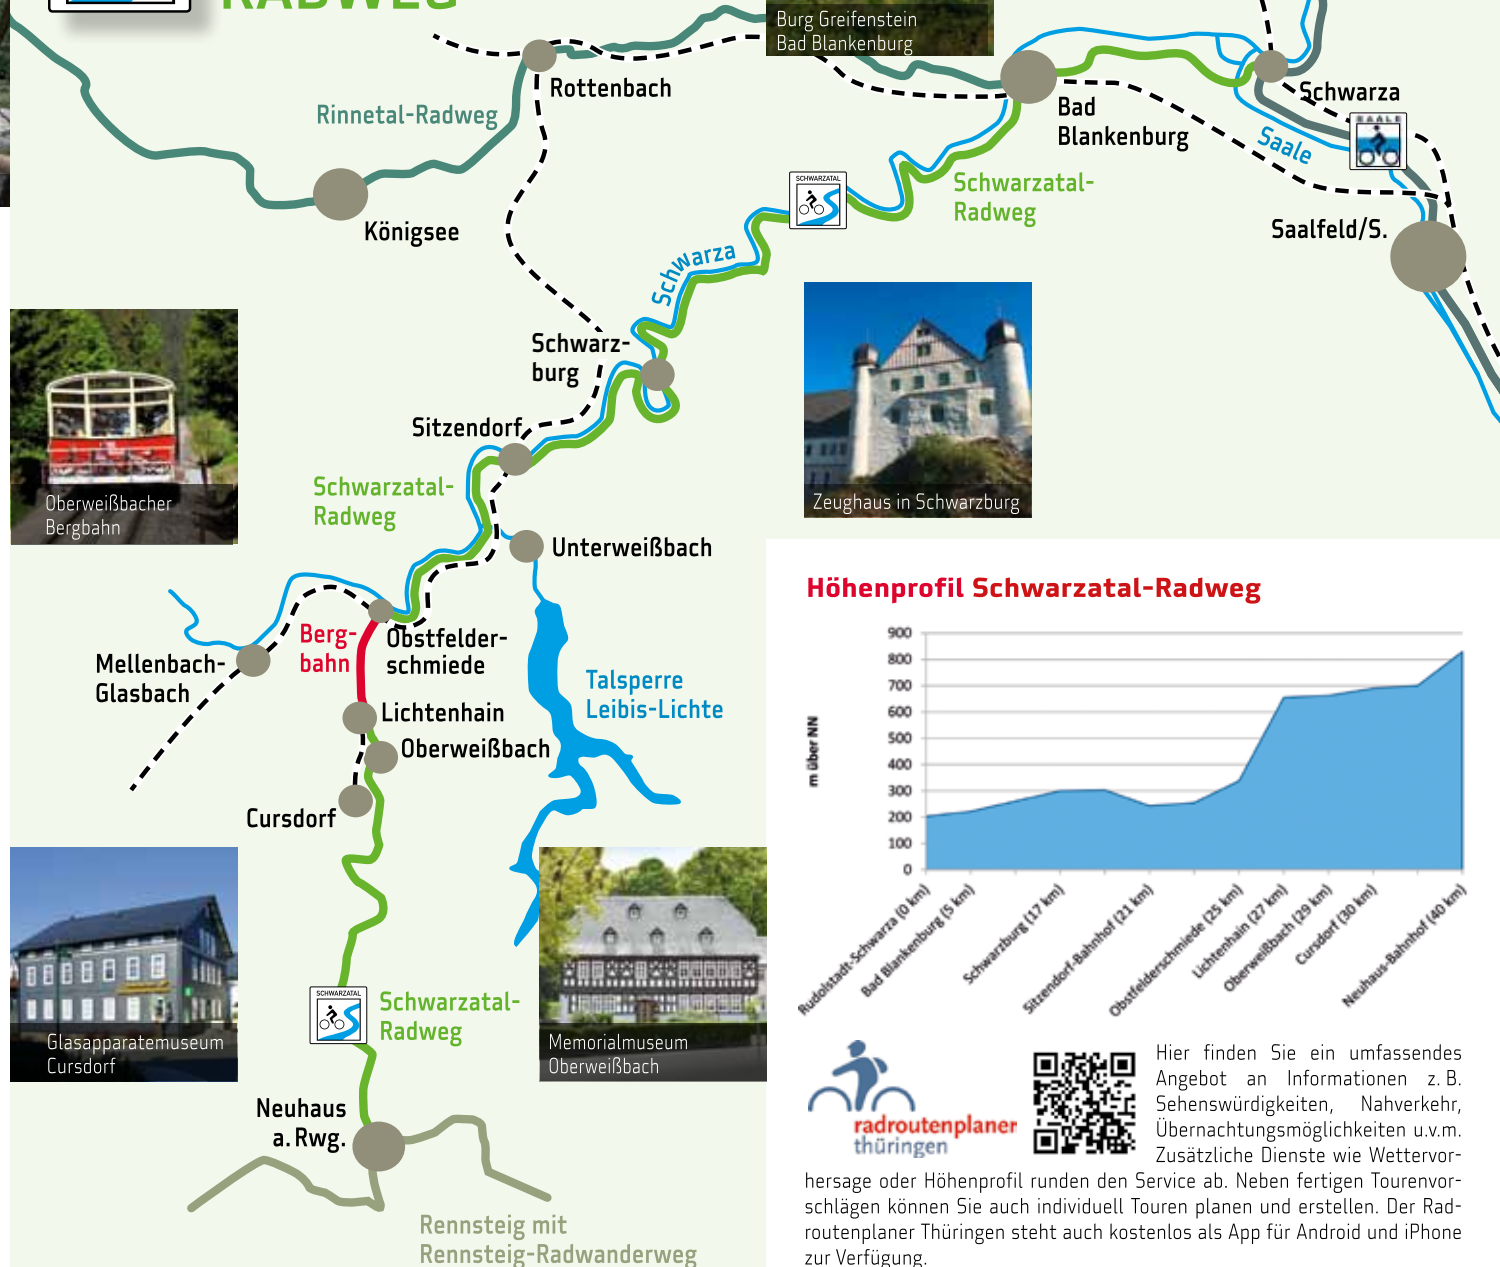 RADWEG
Burg Greifenstein
Bad Blankenburg
Rottenbach
Rinnetal-Radweg
Königsee
Bad
Blankenburg
Schwarza
SAALE
Saale
Saalfeld/S.
Schwarzatal-
Radweg
SCHWARZATAL
Schwarza
Schwarz-
burg
Sitzendorf
Zeughaus in Schwarzburg
Oberweißbacher
Bergbahn
Schwarzatal-
Radweg
Unterweißbach
Berg-
bahn
Obstfelder-
schmiede
Mellenbach-
Glasbach
Talsperre
Leibis-Lichte
Lichtenhain
Oberweißbach
Cursdorf
Glasapparatemuseum
Cursdorf
SCHWARZATAL
Schwarzatal-
Radweg
Memorialmuseum
Oberweißbach
Neuhaus
a. Rwg.
Rennsteig mit
Rennsteig-Radwanderweg
Höhenprofil Schwarzatal-Radweg
m über NN
900
800
700
600
500
400
300
200
100
0
Rudolstadt-Schwarza (0 km)
Bad Blankenburg (5 km)
Schwarzburg (17 km)
Sitzendorf-Bahnhof (21 km)
Obstfelderschmiede (25 km)
Lichtenhain (27 km)
Oberweißbach (29 km)
Cursdorf (30 km)
Neuhaus-Bahnhof (40 km)
radroutenplaner
thüringen
Hier finden Sie ein umfassendes
Angebot an Informationen z. B.
Sehenswürdigkeiten, Nahverkehr,
Übernachtungsmöglichkeiten u.v.m.
Zusätzliche Dienste wie Wettervor-
hersage oder Höhenprofil runden den Service ab. Neben fertigen Tourenvor-
schlägen können Sie auch individuell Touren planen und erstellen. Der Rad-
routenplaner Thüringen steht auch kostenlos als App für Android und iPhone
zur Verfügung.